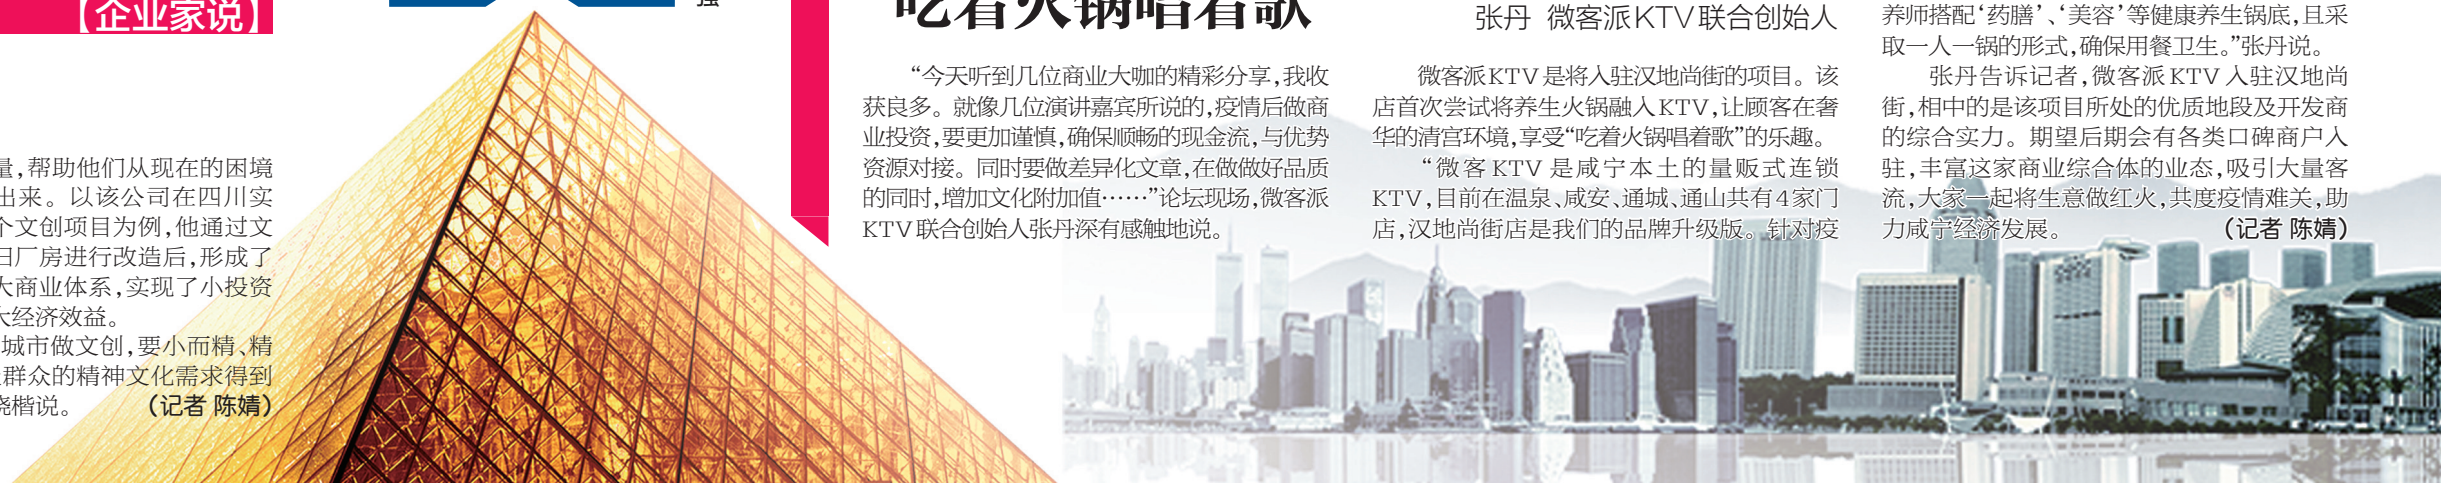 【企业家说】
量,帮助他们从现在的困境
出来。以该公司在四川实
个文创项目为例,他通过文
旧厂房进行改造后,形成了
大商业体系,实现了小投资
大经济效益。
城市做文创,要小而精、精
群众的精神文化需求得到
晓楷说。 (记者 陈婧)
吃着火锅唱着歌
张丹 微客派KTV联合创始人
“今天听到几位商业大咖的精彩分享,我收
获良多。就像几位演讲嘉宾所说的,疫情后做商
业投资,要更加谨慎,确保顺畅的现金流,与优势
资源对接。同时要做差异化文章,在做做好品质
的同时,增加文化附加值……”论坛现场,微客派
KTV联合创始人张丹深有感触地说。
微客派KTV是将入驻汉地尚街的项目。该
店首次尝试将养生火锅融入KTV,让顾客在奢
华的清宫环境,享受“吃着火锅唱着歌”的乐趣。
“微客KTV是咸宁本土的量贩式连锁
KTV,目前在温泉、咸安、通城、通山共有4家门
店,汉地尚街店是我们的品牌升级版。针对疫
养师搭配‘药膳’、‘美容’等健康养生锅底,且采
取一人一锅的形式,确保用餐卫生。”张丹说。
张丹告诉记者,微客派KTV入驻汉地尚
街,相中的是该项目所处的优质地段及开发商
的综合实力。期望后期会有各类口碑商户入
驻,丰富这家商业综合体的业态,吸引大量客
流,大家一起将生意做红火,共度疫情难关,助
力咸宁经济发展。 (记者 陈婧)